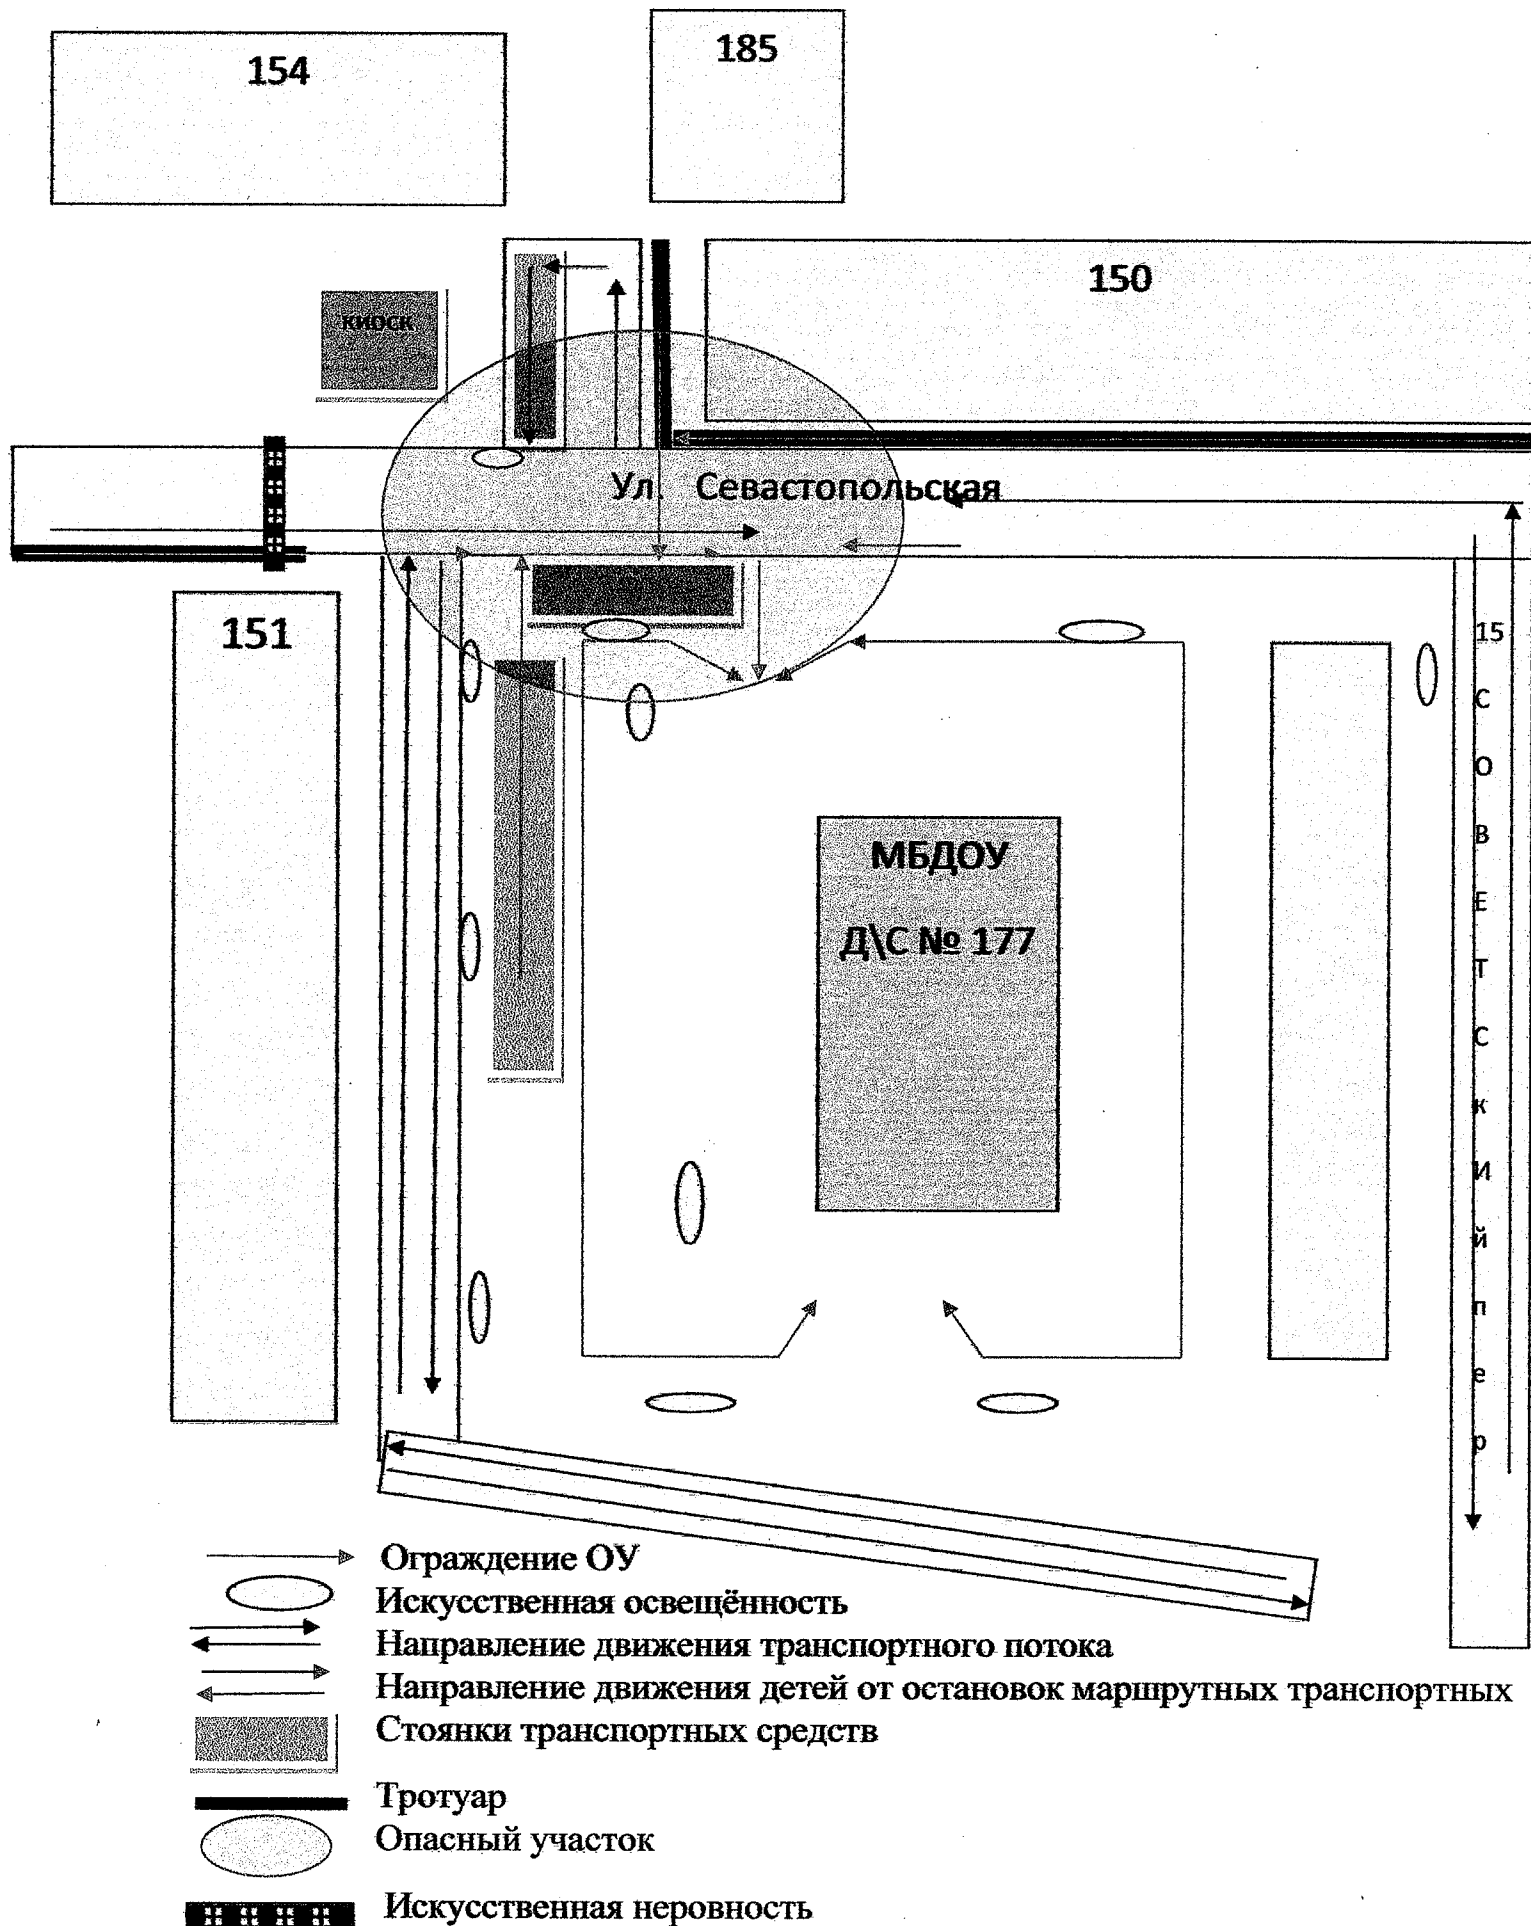 154
185
150
киоск
Ул. Севастопольская
151
15 С О В Е Т С К И Й п е р
МБДОУ
Д\С № 177
Ограждение ОУ
Искусственная освещённость
Направление движения транспортного потока
Направление движения детей от остановок маршрутных транспортных
Стоянки транспортных средств
Тротуар
Опасный участок
Искусственная неровность